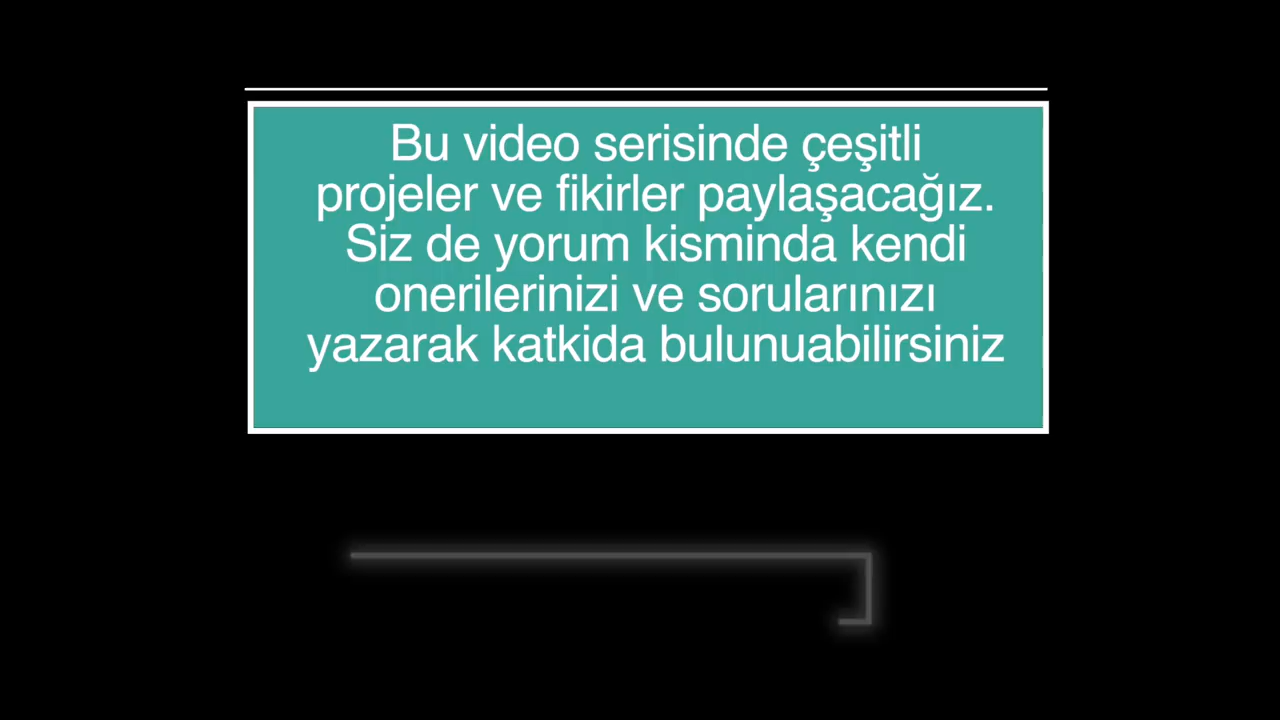 Bu video serisinde çeşitli
projeler ve fikirler paylaşacağız.
Siz de yorum kisminda kendi
onerilerinizi ve sorularınızı
yazarak katkida bulunuabilirsiniz